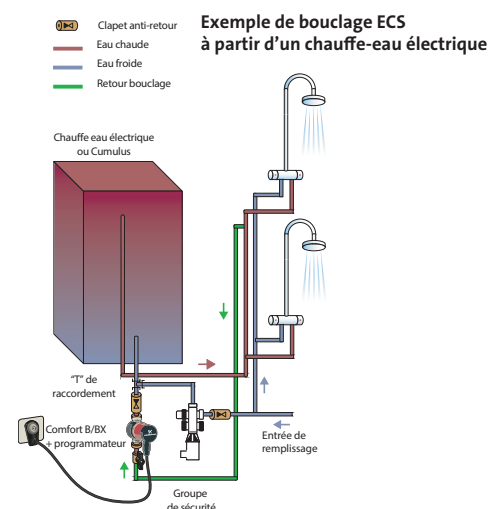 Exemple de bouclage ECS
à partir d'un chauffe-eau électrique
Clapet anti-retour
Eau chaude
Eau froide
Retour bouclage
Chauffe eau électrique
ou Cumulus
"T" de
raccordement
Comfort B/BX
+ programmateur
Entrée de
remplissage
Groupe
de sécurité